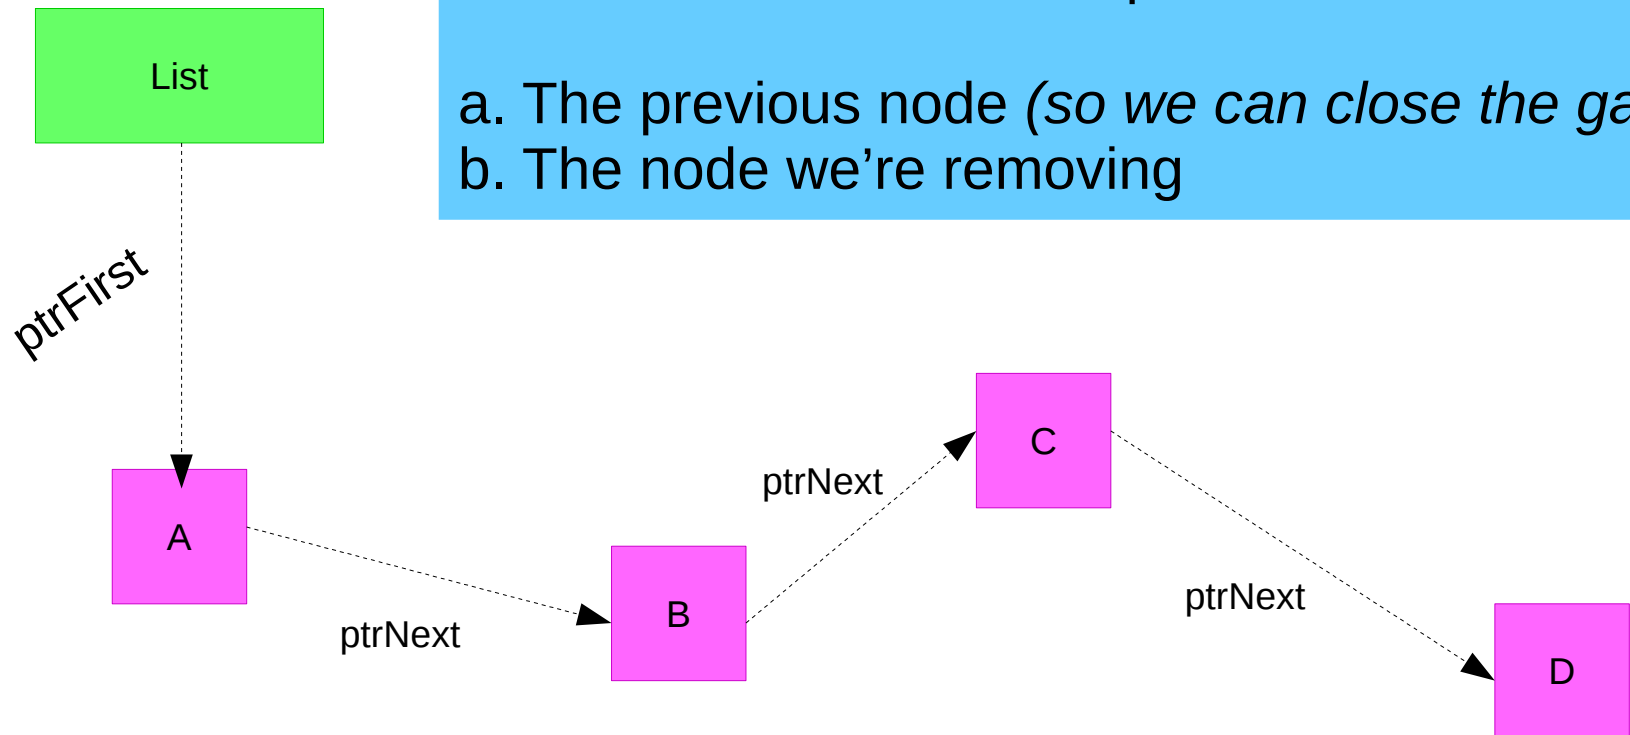 List
a. The previous node (so we can close the
b. The node we’re removing
ptrFirst
C
ptrNext
A
ptrNext
B
ptrNext
D